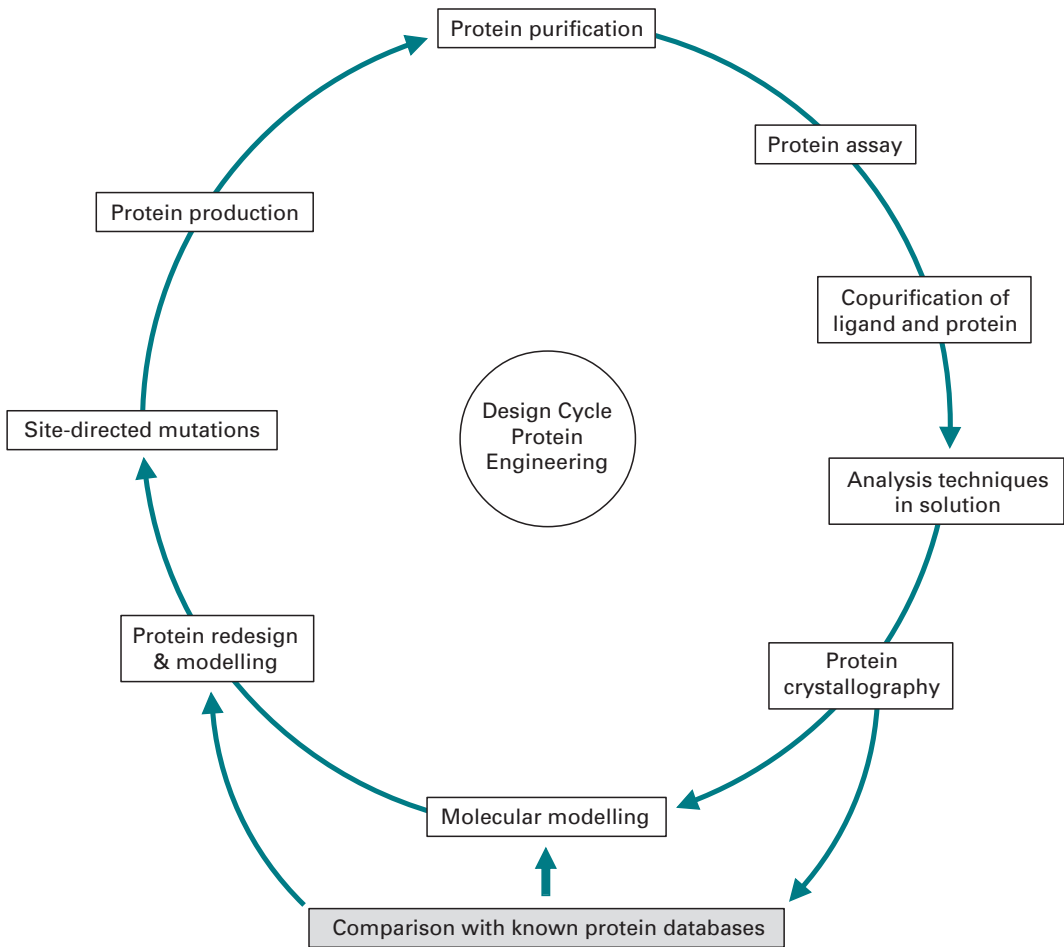 Protein purification
Protein assay
Copurification of
ligand and protein
Analysis techniques
in solution
Protein
crystallography
Molecular modelling
Comparison with known protein databases
Protein redesign
& modelling
Site-directed mutations
Protein production
Design Cycle
Protein
Engineering